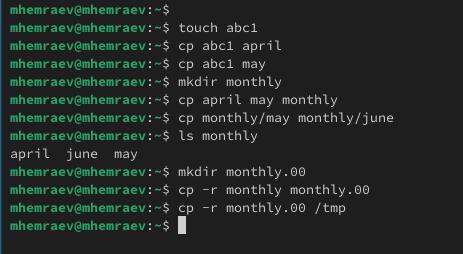 mhemraev@mhemraev:~$
mhemraev@mhemraev:~$ touch abc1
mhemraev@mhemraev:~$ cp abc1 april
mhemraev@mhemraev:~$ cp abc1 may
mhemraev@mhemraev:~$ mkdir monthly
mhemraev@mhemraev:~$ cp april may monthly
mhemraev@mhemraev:~$ cp monthly/may monthly/june
mhemraev@mhemraev:~$ ls monthly
april  june  may
mhemraev@mhemraev:~$ mkdir monthly.00
mhemraev@mhemraev:~$ cp -r monthly monthly.00
mhemraev@mhemraev:~$ cp -r monthly.00 /tmp
mhemraev@mhemraev:~$